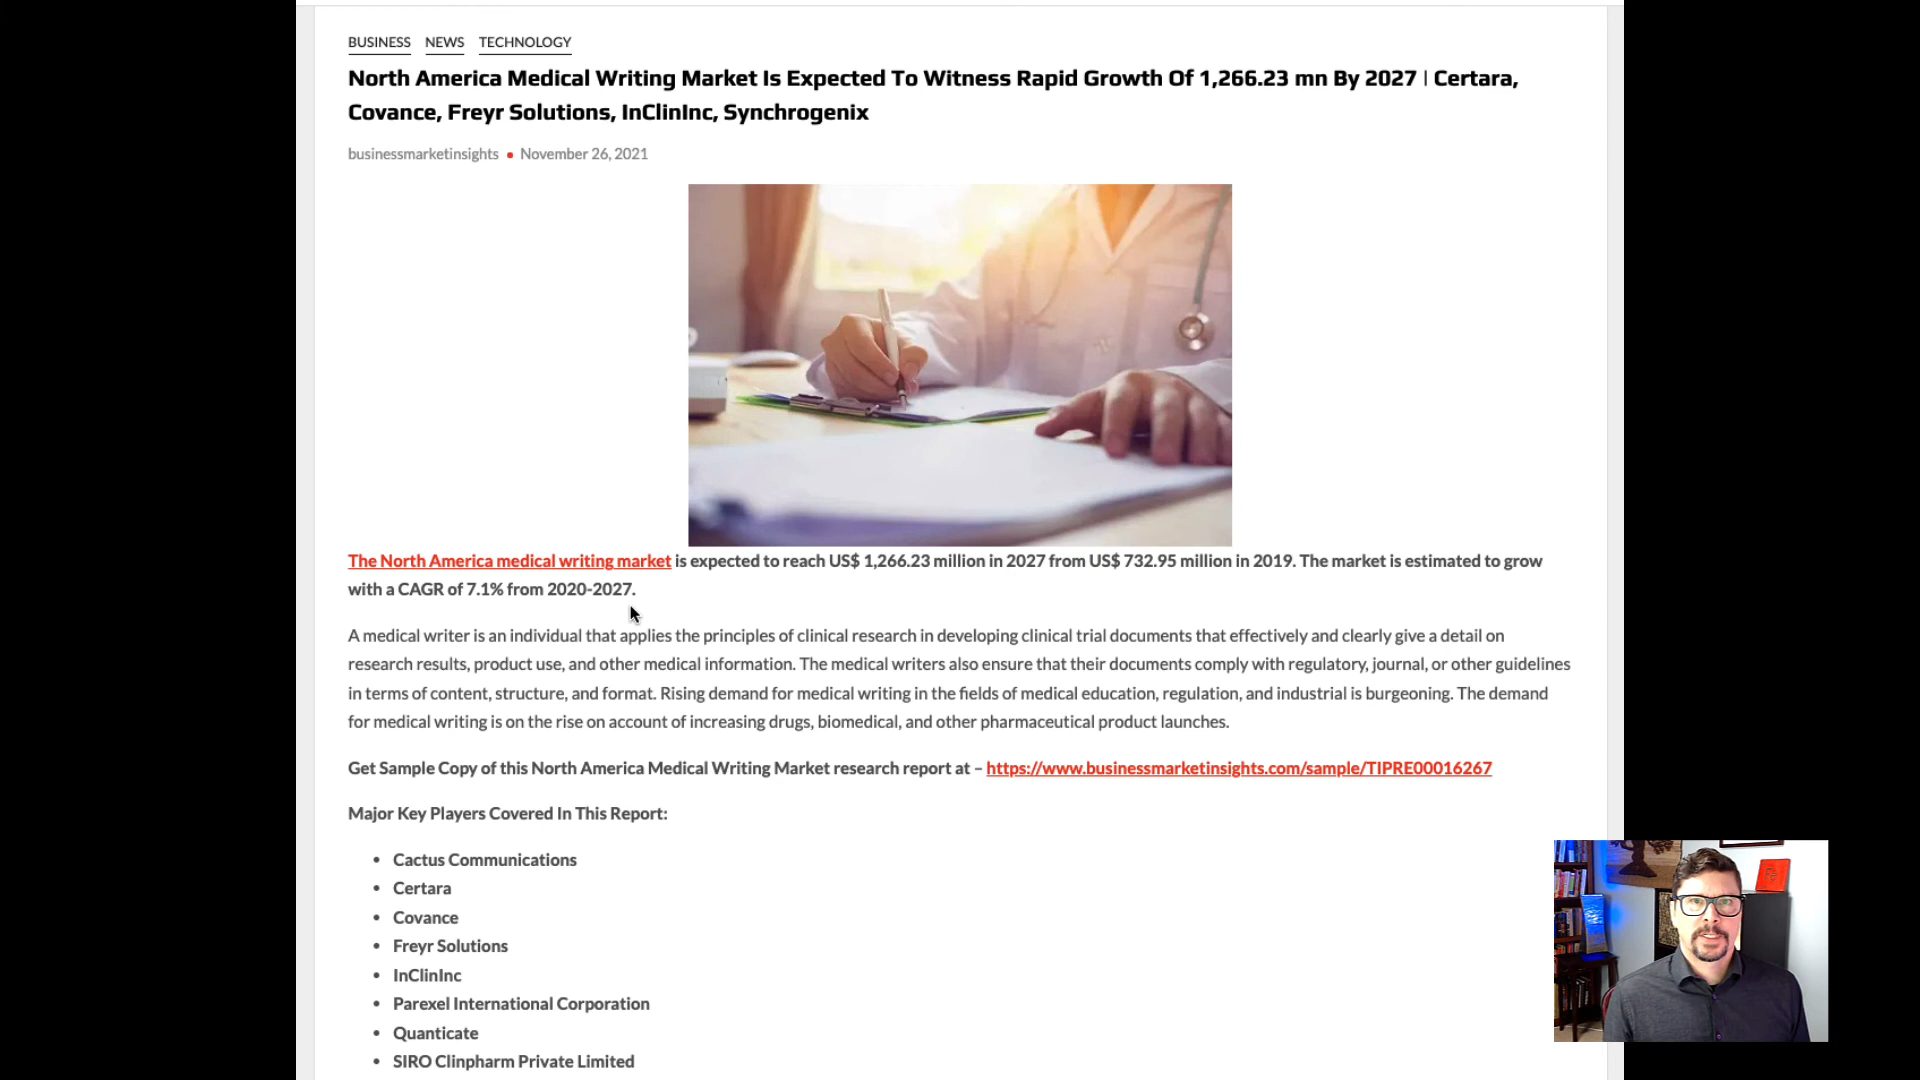 BUSINESS NEWS TECHNOLOGY
North America Medical Writing Market Is Expected To Witness Rapid Growth Of 1,266.23 mn By 2027 | Certara,
Covance, Freyr Solutions, InClinInc, Synchrogenix
businessmarketinsights • November 26, 2021
The North America medical writing market is expected to reach US$ 1,266.23 million in 2027 from US$ 732.95 million in 2019. The market is estimated to grow
with a CAGR of 7.1% from 2020-2027.
A medical writer is an individual that applies the principles of clinical research in developing clinical trial documents that effectively and clearly give a detail on
research results, product use, and other medical information. The medical writers also ensure that their documents comply with regulatory, journal, or other guidelines
in terms of content, structure, and format. Rising demand for medical writing in the fields of medical education, regulation, and industrial is burgeoning. The demand
for medical writing is on the rise on account of increasing drugs, biomedical, and other pharmaceutical product launches.
Get Sample Copy of this North America Medical Writing Market research report at – https://www.businessmarketinsights.com/sample/TIPRE00016267
Major Key Players Covered In This Report:
• Cactus Communications
• Certara
• Covance
• Freyr Solutions
• InClinInc
• Parexel International Corporation
• Quanticate
• SIRO Clinpharm Private Limited